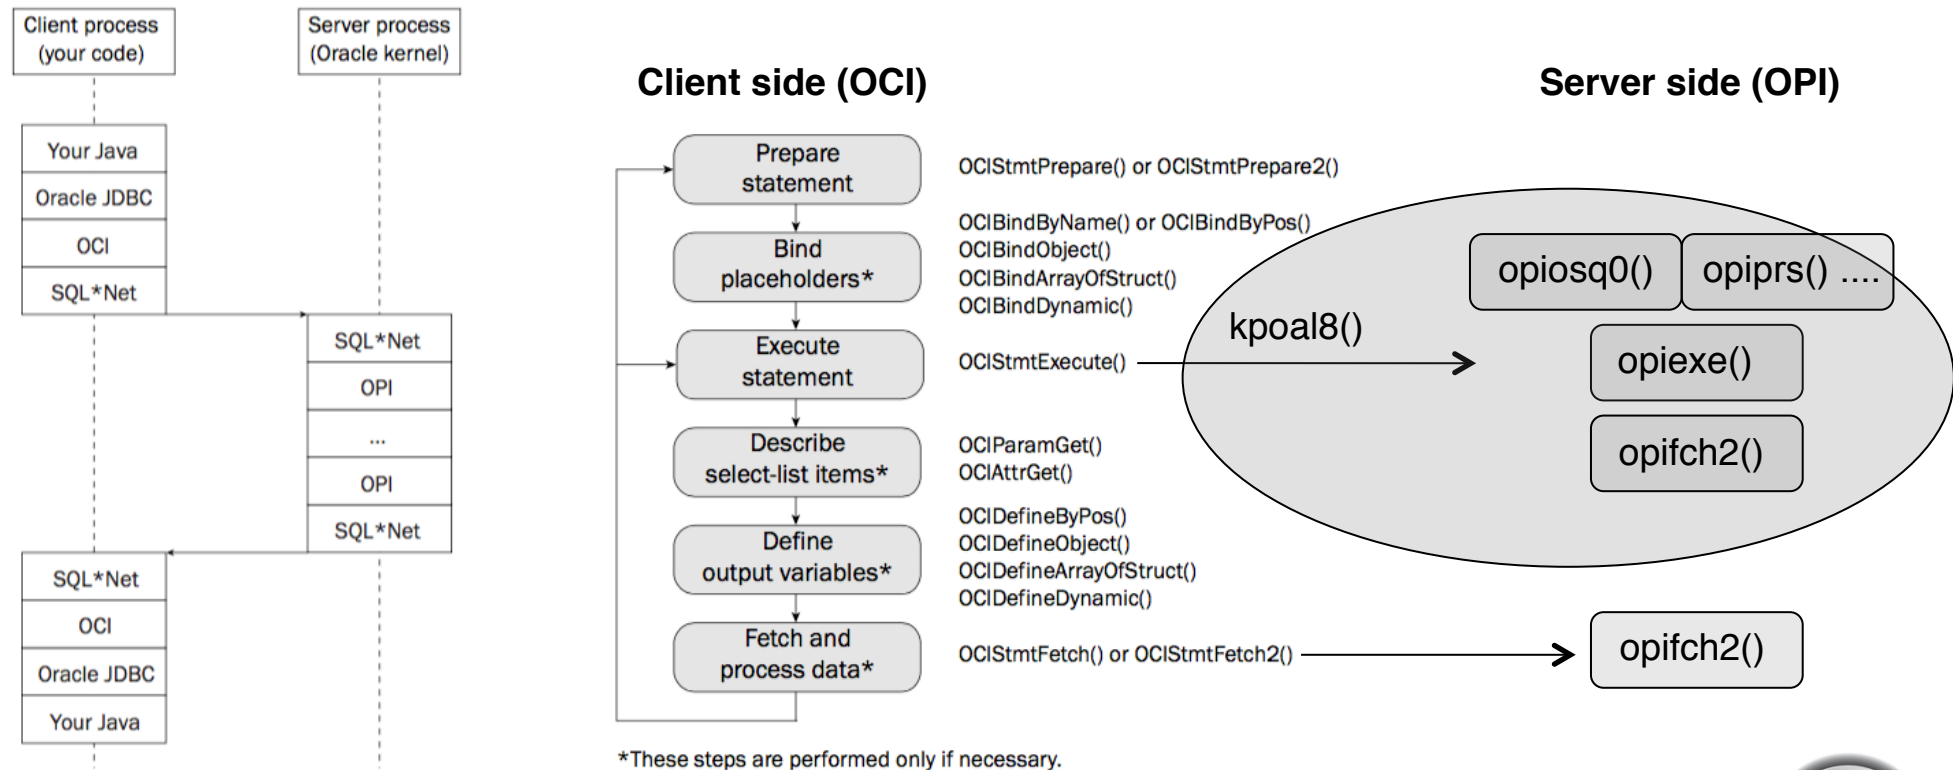 Client process
(your code)
Server process
(Oracle kernel)
Your Java
Oracle JDBC
OCI
SQL*Net
SQL*Net
OPI
...
OPI
SQL*Net
SQL*Net
OCI
Oracle JDBC
Your Java
Client side (OCI)
Server side (OPI)
Prepare
statement
OCIStmtPrepare() or OCIStmtPrepare2()
Bind
placeholders*
OCIBindByName() or OCIBindByPos()
OCIBindObject()
OCIBindArrayOfStruct()
OCIBindDynamic()
Execute
statement
OCIStmtExecute()
kpoal8()
opiosq0()
opiprs() ....
opiexe()
opifch2()
Describe
select-list items*
OCIParamGet()
OCIAttrGet()
Define
output variables*
OCIDefineByPos()
OCIDefineObject()
OCIDefineArrayOfStruct()
OCIDefineDynamic()
Fetch and
process data*
OCIStmtFetch() or OCIStmtFetch2()
opifch2()
*These steps are performed only if necessary.